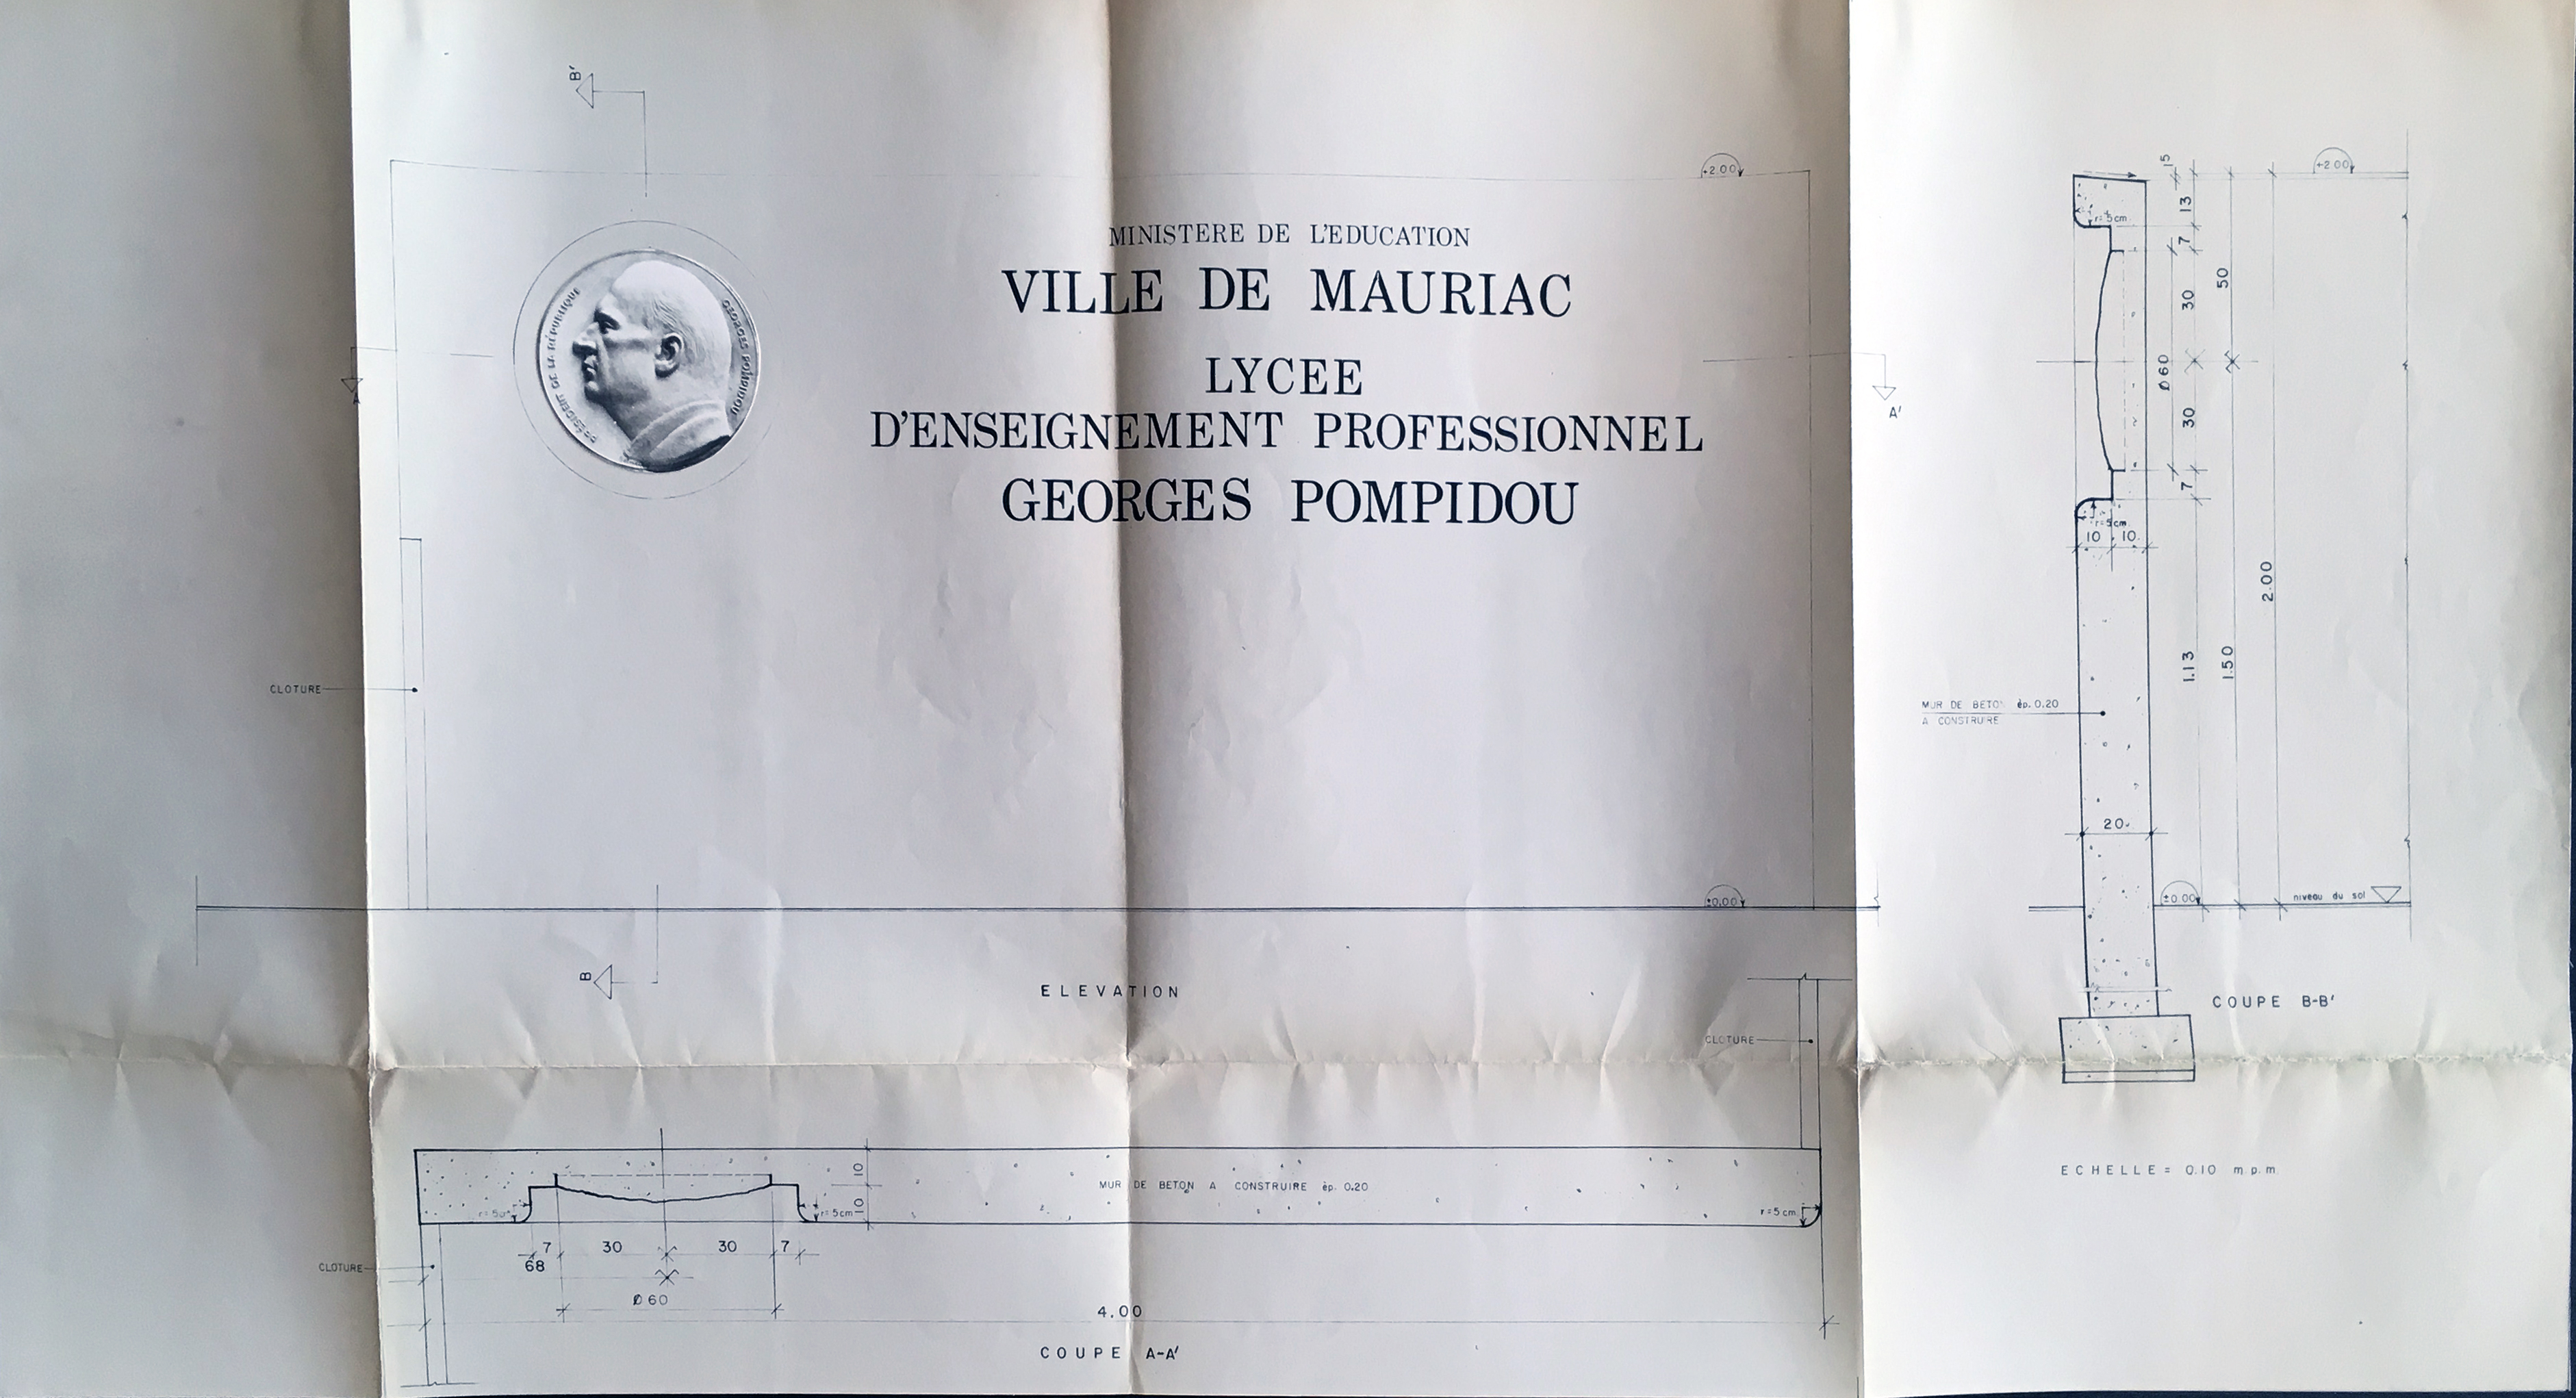 B'
+2.00
MINISTERE DE L'EDUCATION
VILLE DE MAURIAC
LYCEE
D'ENSEIGNEMENT PROFESSIONNEL
GEORGES POMPIDOU
PRÉSIDENT DE LA RÉPUBLIQUE
GEORGES POMPIDOU
A
A'
CLOTURE
±0.00
B
ELEVATION
CLOTURE
MUR DE BETON A CONSTRUIRE ép. 0.20
10
10
r=5cm
r=5cm
7 30 30 7
68
Ø60
CLOTURE
4.00
COUPE A-A'
+2.00
5
13
r=5cm
7
50
30
Ø60
30
7
r=5cm
10 10
2.00
1.13
1.50
MUR DE BETON ép. 0.20
A CONSTRUIRE
20
±0.00
niveau du sol
COUPE B-B'
ECHELLE = 0.10 m.p.m.